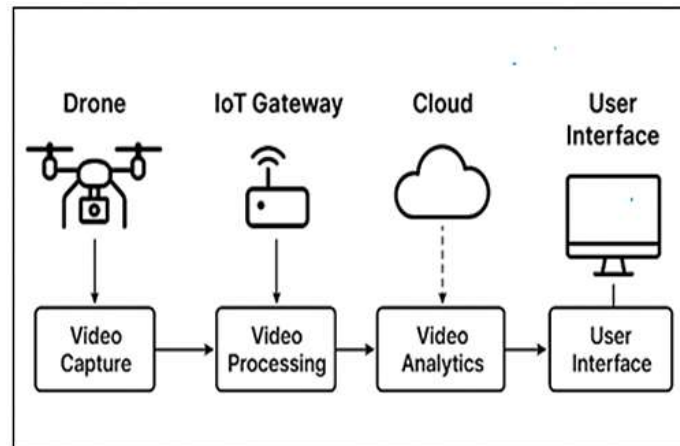 Drone
IoT Gateway
Cloud
User
Interface
Video
Capture
Video
Processing
Video
Analytics
User
Interface